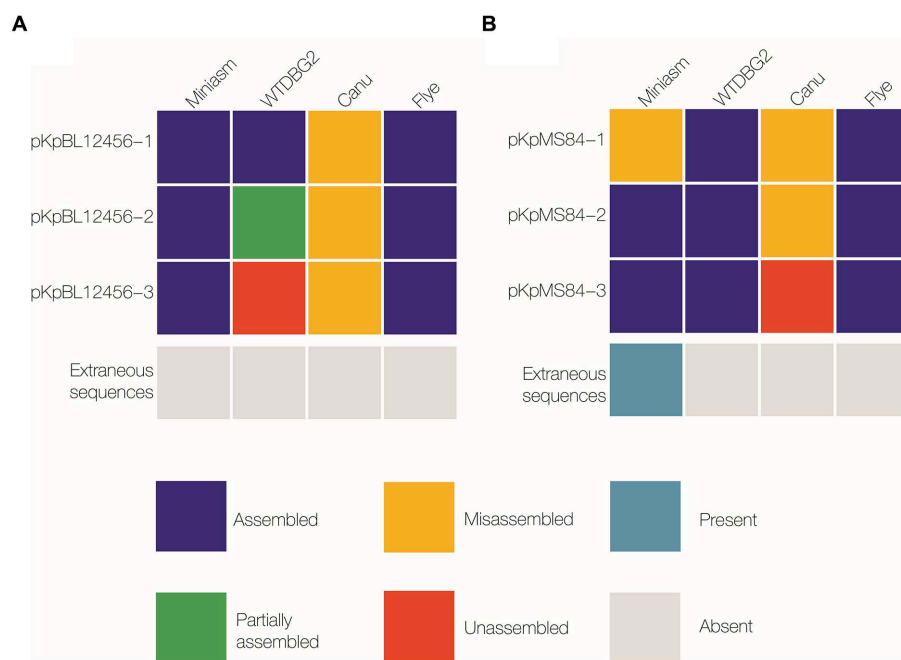 A
B
Miniasm
WTDBG2
Canu
Flye
Miniasm
WTDBG2
Canu
Flye
pKpBL12456–1
pKpBL12456–2
pKpBL12456–3
Extraneous
sequences
pKpMS84–1
pKpMS84–2
pKpMS84–3
Extraneous
sequences
Assembled
Misassembled
Present
Partially
assembled
Unassembled
Absent